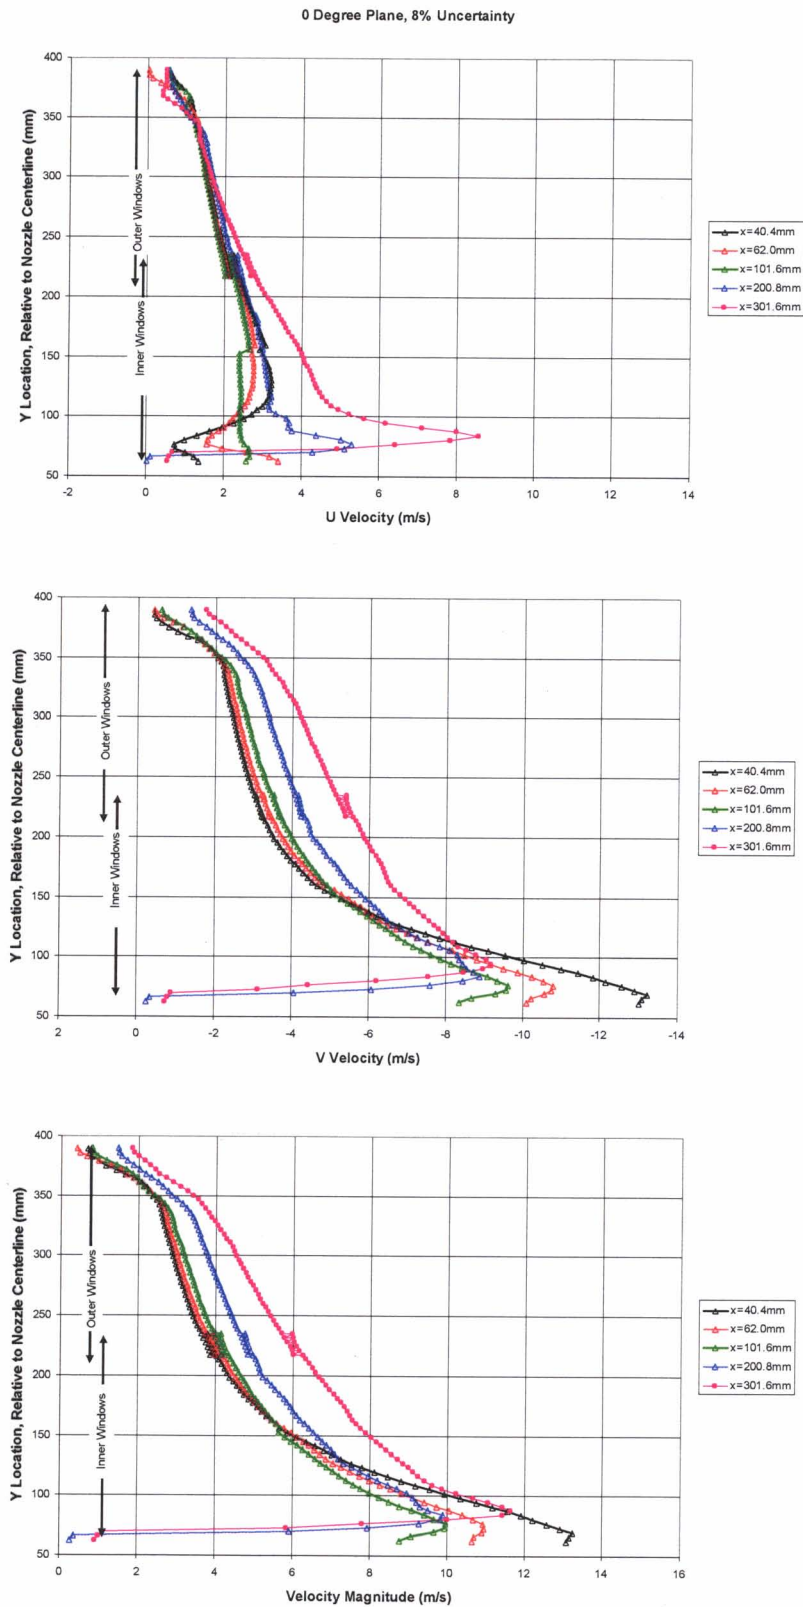 0 Degree Plane, 8% Uncertainty
400
350
300
250
200
150
100
50
-2
0
2
4
6
8
10
12
14
Y Location, Relative to Nozzle Centerline (mm)
U Velocity (m/s)
Outer Windows
Inner Windows
x=40.4mm
x=62.0mm
x=101.6mm
x=200.8mm
x=301.6mm
400
350
300
250
200
150
100
50
2
0
-2
-4
-6
-8
-10
-12
-14
Y Location, Relative to Nozzle Centerline (mm)
V Velocity (m/s)
Outer Windows
Inner Windows
x=40.4mm
x=62.0mm
x=101.6mm
x=200.8mm
x=301.6mm
400
350
300
250
200
150
100
50
0
2
4
6
8
10
12
14
16
Y Location, Relative to Nozzle Centerline (mm)
Velocity Magnitude (m/s)
Outer Windows
Inner Windows
x=40.4mm
x=62.0mm
x=101.6mm
x=200.8mm
x=301.6mm